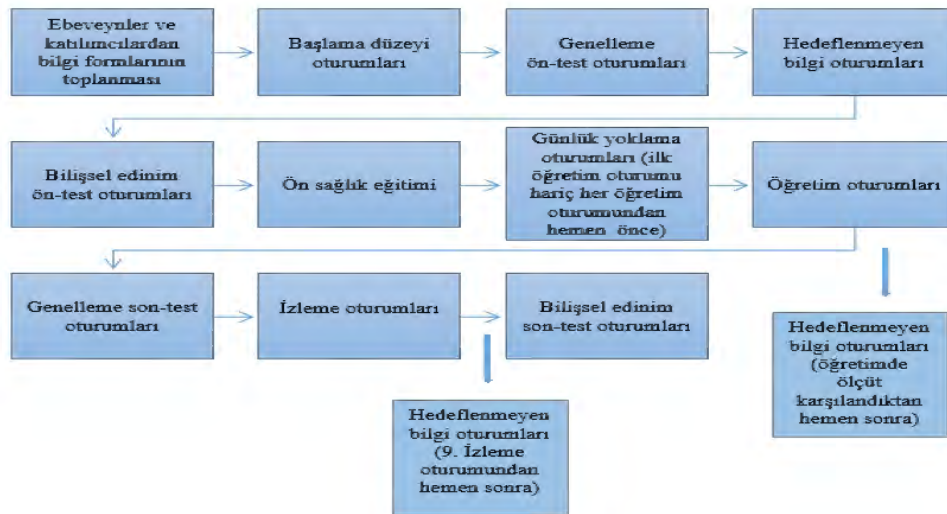 Ebeveynler ve
katılımcılardan
bilgi formlarının
toplanması
Başlama düzeyi
oturumları
Genelleme
ön-test oturumları
Hedeflenmeyen
bilgi oturumları
Bilişsel edinim
ön-test oturumları
Ön sağlık eğitimi
Günlük yoklama
oturumları (ilk
öğretim oturumu
hariç her öğretim
oturumundan
hemen önce)
Öğretim oturumları
Genelleme son-test
oturumları
İzleme oturumları
Bilişsel edinim
son-test oturumları
Hedeflenmeyen
bilgi oturumları
(öğretimde
ölçüt
karşılandıktan
hemen sonra)
Hedeflenmeyen
bilgi oturumları
(9. İzleme
oturumundan
hemen sonra)